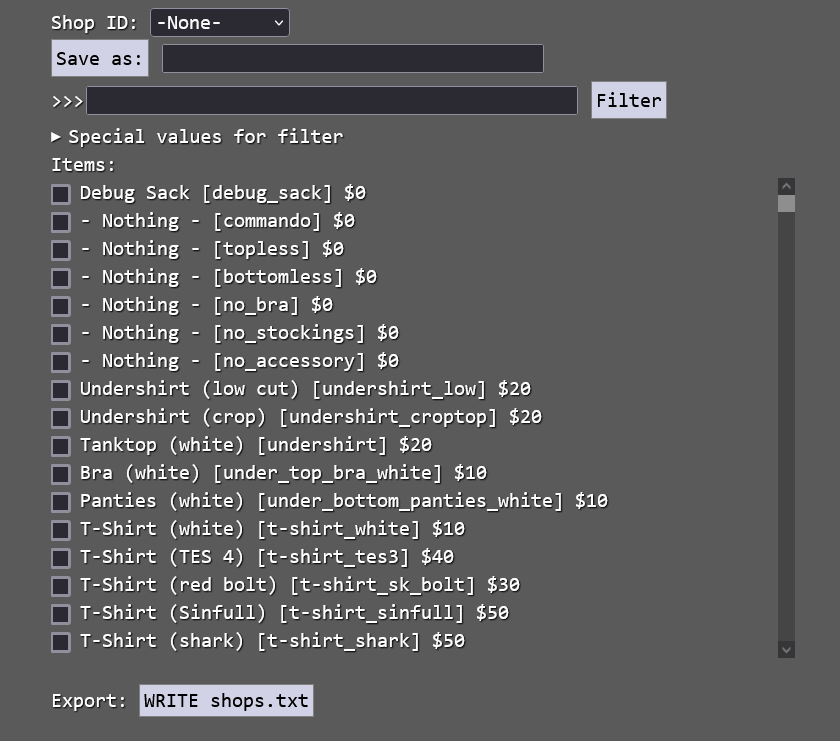 Shop ID: -None-
Save as:
>>> Filter
▶ Special values for filter
Items:
Debug Sack [debug_sack] $0
- Nothing - [commando] $0
- Nothing - [topless] $0
- Nothing - [bottomless] $0
- Nothing - [no_bra] $0
- Nothing - [no_stockings] $0
- Nothing - [no_accessory] $0
Undershirt (low cut) [undershirt_low] $20
Undershirt (crop) [undershirt_croptop] $20
Tanktop (white) [undershirt] $20
Bra (white) [under_top_bra_white] $10
Panties (white) [under_bottom_panties_white] $10
T-Shirt (white) [t-shirt_white] $10
T-Shirt (TES 4) [t-shirt_tes3] $40
T-Shirt (red bolt) [t-shirt_sk_bolt] $30
T-Shirt (Sinfull) [t-shirt_sinfull] $50
T-Shirt (shark) [t-shirt_shark] $50
Export: WRITE shops.txt